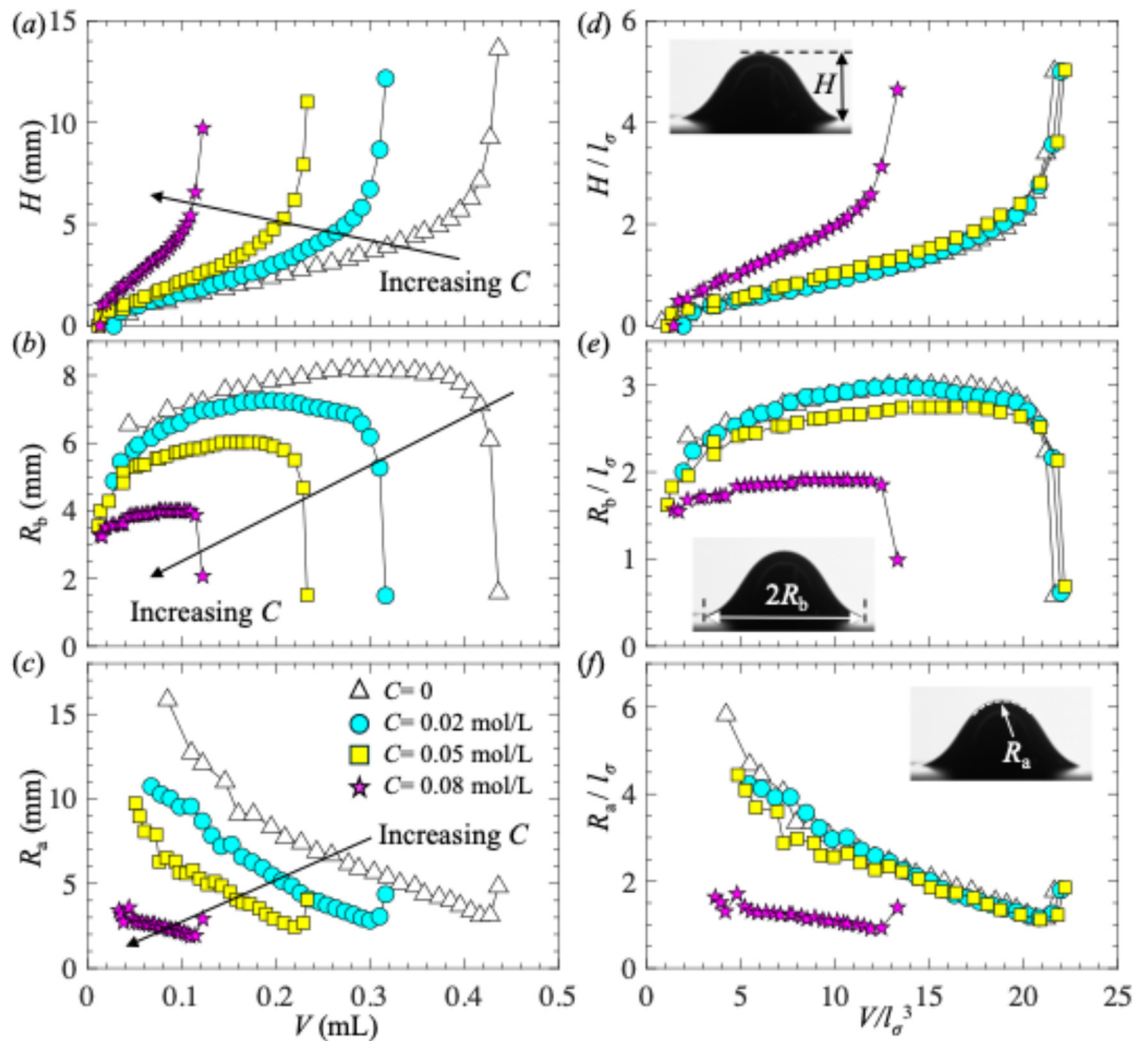 (a)
15
10
5
0
H (mm)
Increasing C
(d)
6
4
2
0
H / lσ
H
(b)
8
6
4
2
0
Rb (mm)
Increasing C
(e)
3
2
1
0
Rb / lσ
2Rb
(c)
15
10
5
0
Ra (mm)
C= 0
C= 0.02 mol/L
C= 0.05 mol/L
C= 0.08 mol/L
Increasing C
0 0.1 0.2 0.3 0.4 0.5
V (mL)
(f)
6
4
2
0
Ra / lσ
Ra
0 5 10 15 20 25
V/lσ³